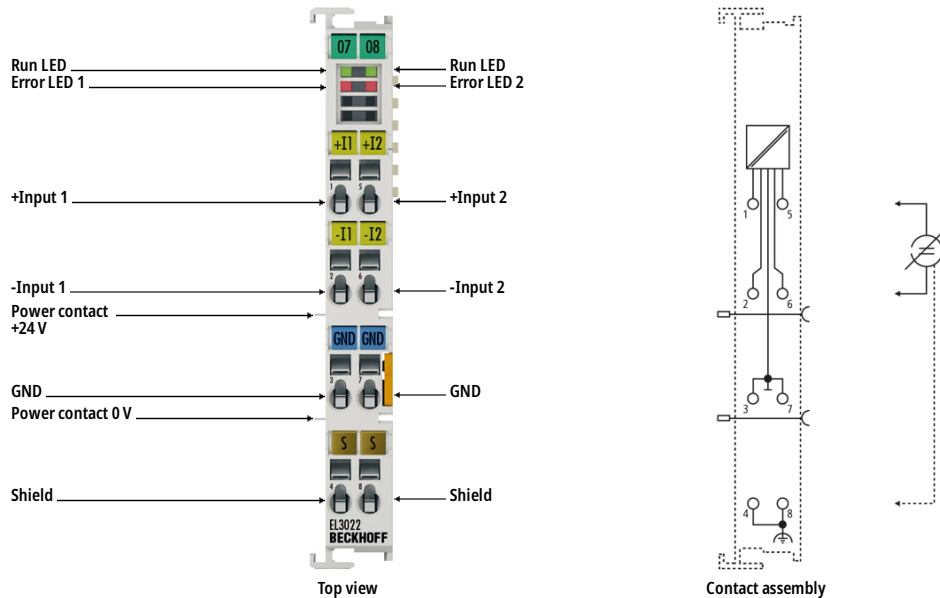 07 08
Run LED
Run LED
Error LED 1
Error LED 2
+I1 +I2
1 5
+Input 1
+Input 2
-I1 -I2
2 6
-Input 1
-Input 2
Power contact
+24 V
GND GND
3 7
GND
GND
Power contact 0 V
S S
4 8
Shield
Shield
EL3022
BECKHOFF
Top view
1 5
2 6
3 7
4 8
Contact assembly